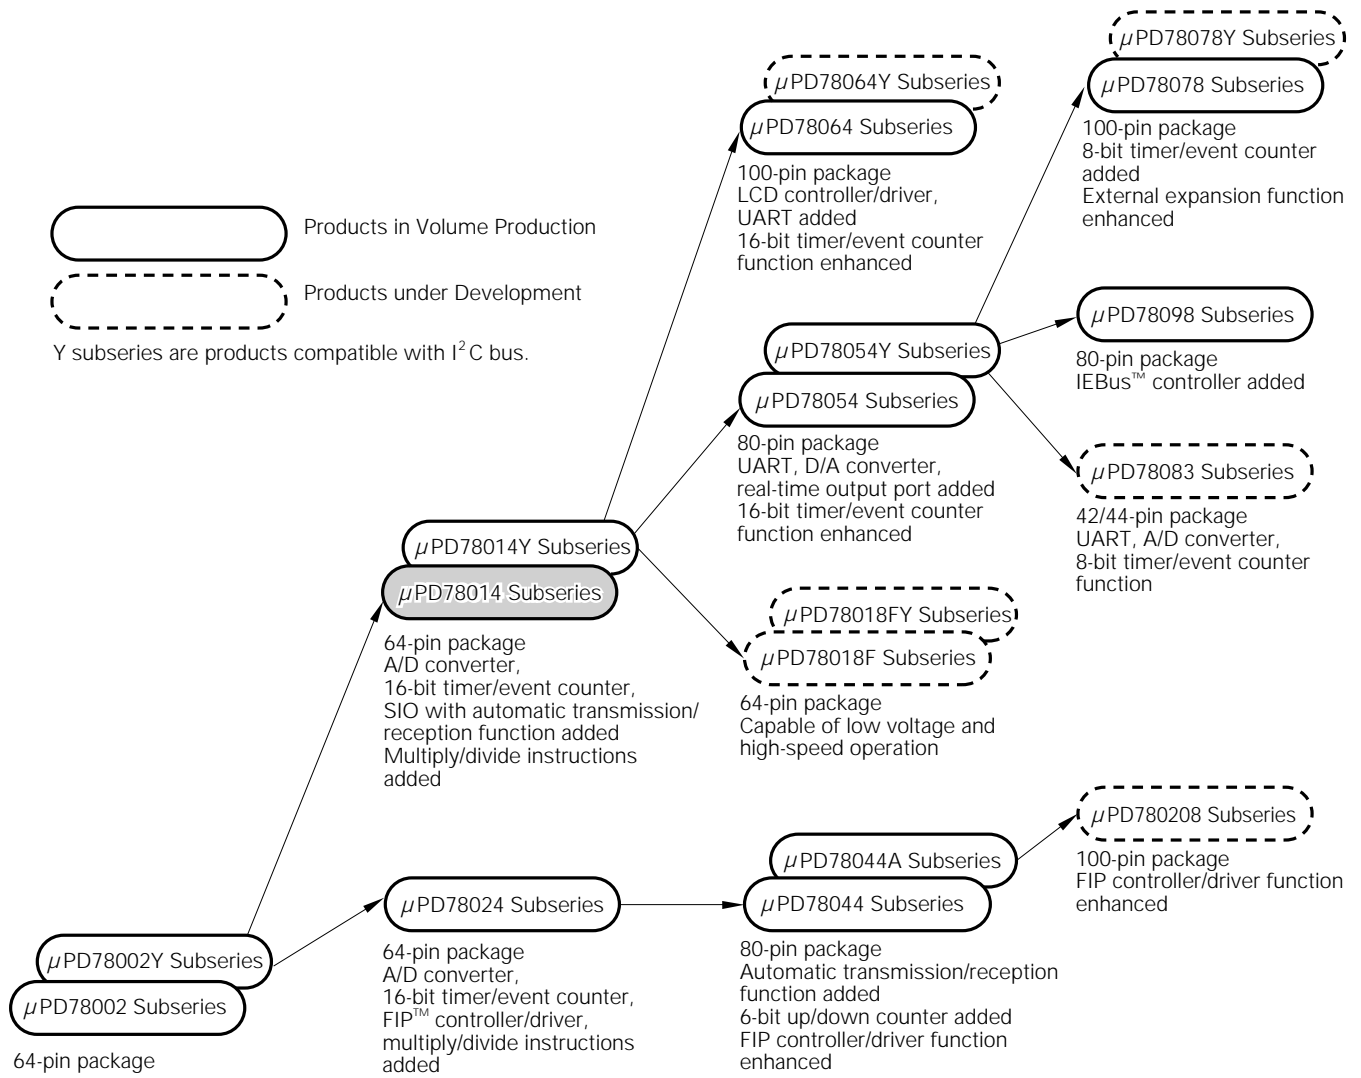 μPD78078Y Subseries
μPD78078 Subseries
100-pin package
8-bit timer/event counter
added
External expansion function
enhanced
μPD78064Y Subseries
μPD78064 Subseries
100-pin package
LCD controller/driver,
UART added
16-bit timer/event counter
function enhanced
Products in Volume Production
Products under Development
Y subseries are products compatible with I²C bus.
μPD78098 Subseries
80-pin package
IEBus™ controller added
μPD78054Y Subseries
μPD78054 Subseries
80-pin package
UART, D/A converter,
real-time output port added
16-bit timer/event counter
function enhanced
μPD78083 Subseries
42/44-pin package
UART, A/D converter,
8-bit timer/event counter
function
μPD78014Y Subseries
μPD78014 Subseries
64-pin package
A/D converter,
16-bit timer/event counter,
SIO with automatic transmission/
reception function added
Multiply/divide instructions
added
μPD78018FY Subseries
μPD78018F Subseries
64-pin package
Capable of low voltage and
high-speed operation
μPD780208 Subseries
100-pin package
FIP controller/driver function
enhanced
μPD78044A Subseries
μPD78044 Subseries
80-pin package
Automatic transmission/reception
function added
6-bit up/down counter added
FIP controller/driver function
enhanced
μPD78024 Subseries
64-pin package
A/D converter,
16-bit timer/event counter,
FIP™ controller/driver,
multiply/divide instructions
added
μPD78002Y Subseries
μPD78002 Subseries
64-pin package